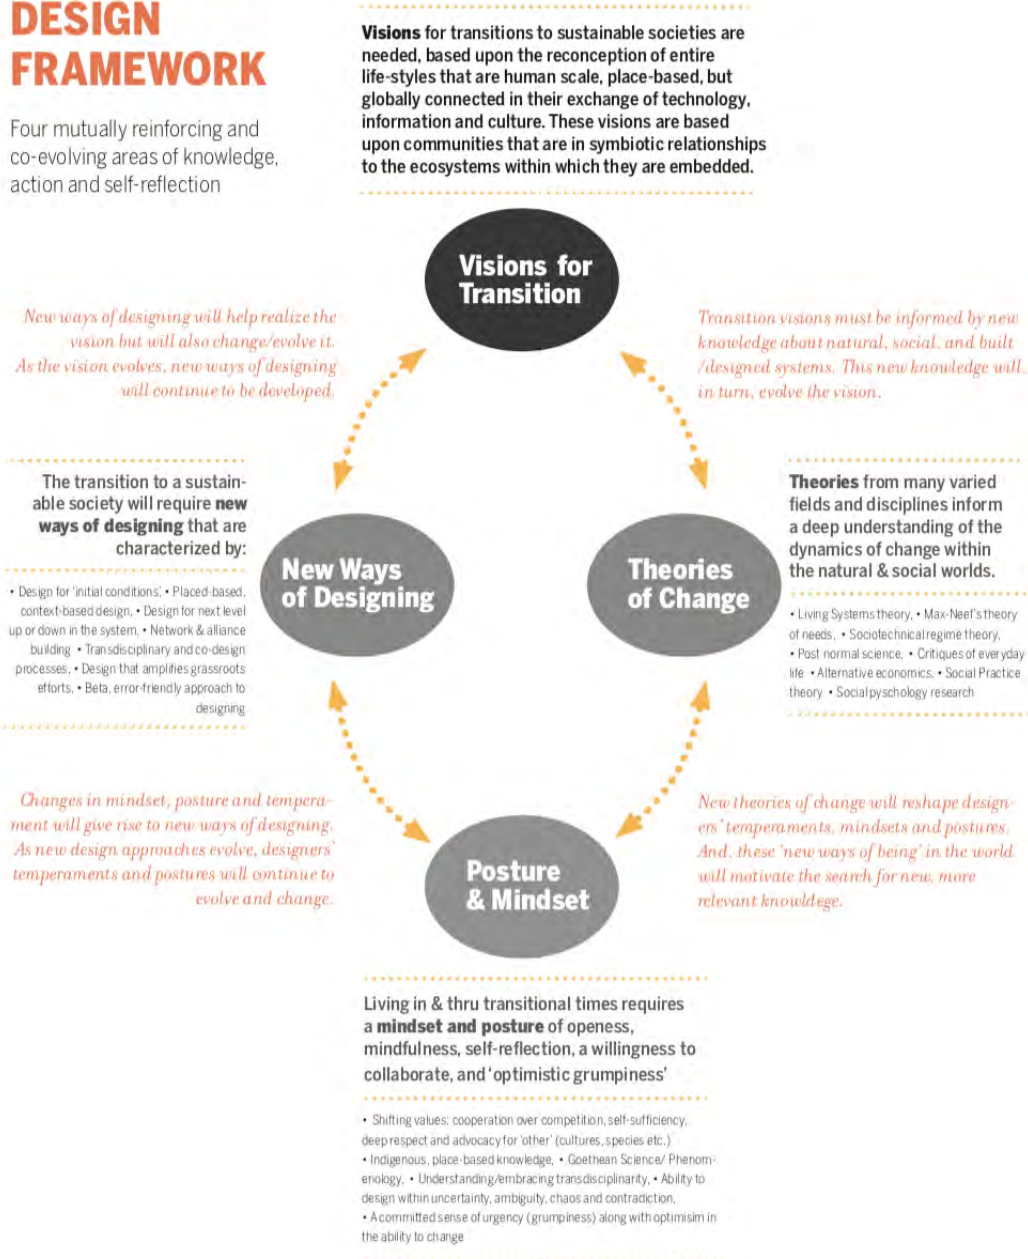 DESIGN
FRAMEWORK
Four mutually reinforcing and
co-evolving areas of knowledge,
action and self-reflection
Visions for transitions to sustainable societies are
needed, based upon the reconception of entire
life-styles that are human scale, place-based, but
globally connected in their exchange of technology,
information and culture. These visions are based
upon communities that are in symbiotic relationships
to the ecosystems within which they are embedded.
Visions for
Transition
New ways of designing will help realize the
vision but will also change/evolve it.
As the vision evolves, new ways of designing
will continue to be developed.
Transition visions must be informed by new
knowledge about natural, social, and built
/designed systems. This new knowledge will,
in turn, evolve the vision.
The transition to a sustain-
able society will require new
ways of designing that are
characterized by:
• Design for 'initial conditions', • Placed-based,
context-based design, • Design for next level
up or down in the system, • Network & alliance
building • Transdisciplinary and co-design
processes, • Design that amplifies grassroots
efforts, • Beta, error-friendly approach to
designing
New Ways
of Designing
Theories
of Change
Theories from many varied
fields and disciplines inform
a deep understanding of the
dynamics of change within
the natural & social worlds.
• Living Systems theory, • Max-Neef's theory
of needs, • Sociotechnical regime theory,
• Post normal science, • Critiques of everyday
life • Alternative economics, • Social Practice
theory • Social pyschology research
Changes in mindset, posture and tempera-
ment will give rise to new ways of designing.
As new design approaches evolve, designers'
temperaments and postures will continue to
evolve and change.
New theories of change will reshape design-
ers' temperaments, mindsets and postures.
And, these 'new ways of being' in the world
will motivate the search for new, more
relevant knowldege.
Posture
& Mindset
Living in & thru transitional times requires
a mindset and posture of openess,
mindfulness, self-reflection, a willingness to
collaborate, and 'optimistic grumpiness'
• Shifting values: cooperation over competition, self-sufficiency,
deep respect and advocacy for 'other' (cultures, species etc.)
• Indigenous, place-based knowledge, • Goethean Science/ Phenom-
enology, • Understanding/embracing transdisciplinarity, • Ability to
design within uncertainty, ambiguity, chaos and contradiction,
• A committed sense of urgency (grumpiness) along with optimisim in
the ability to change